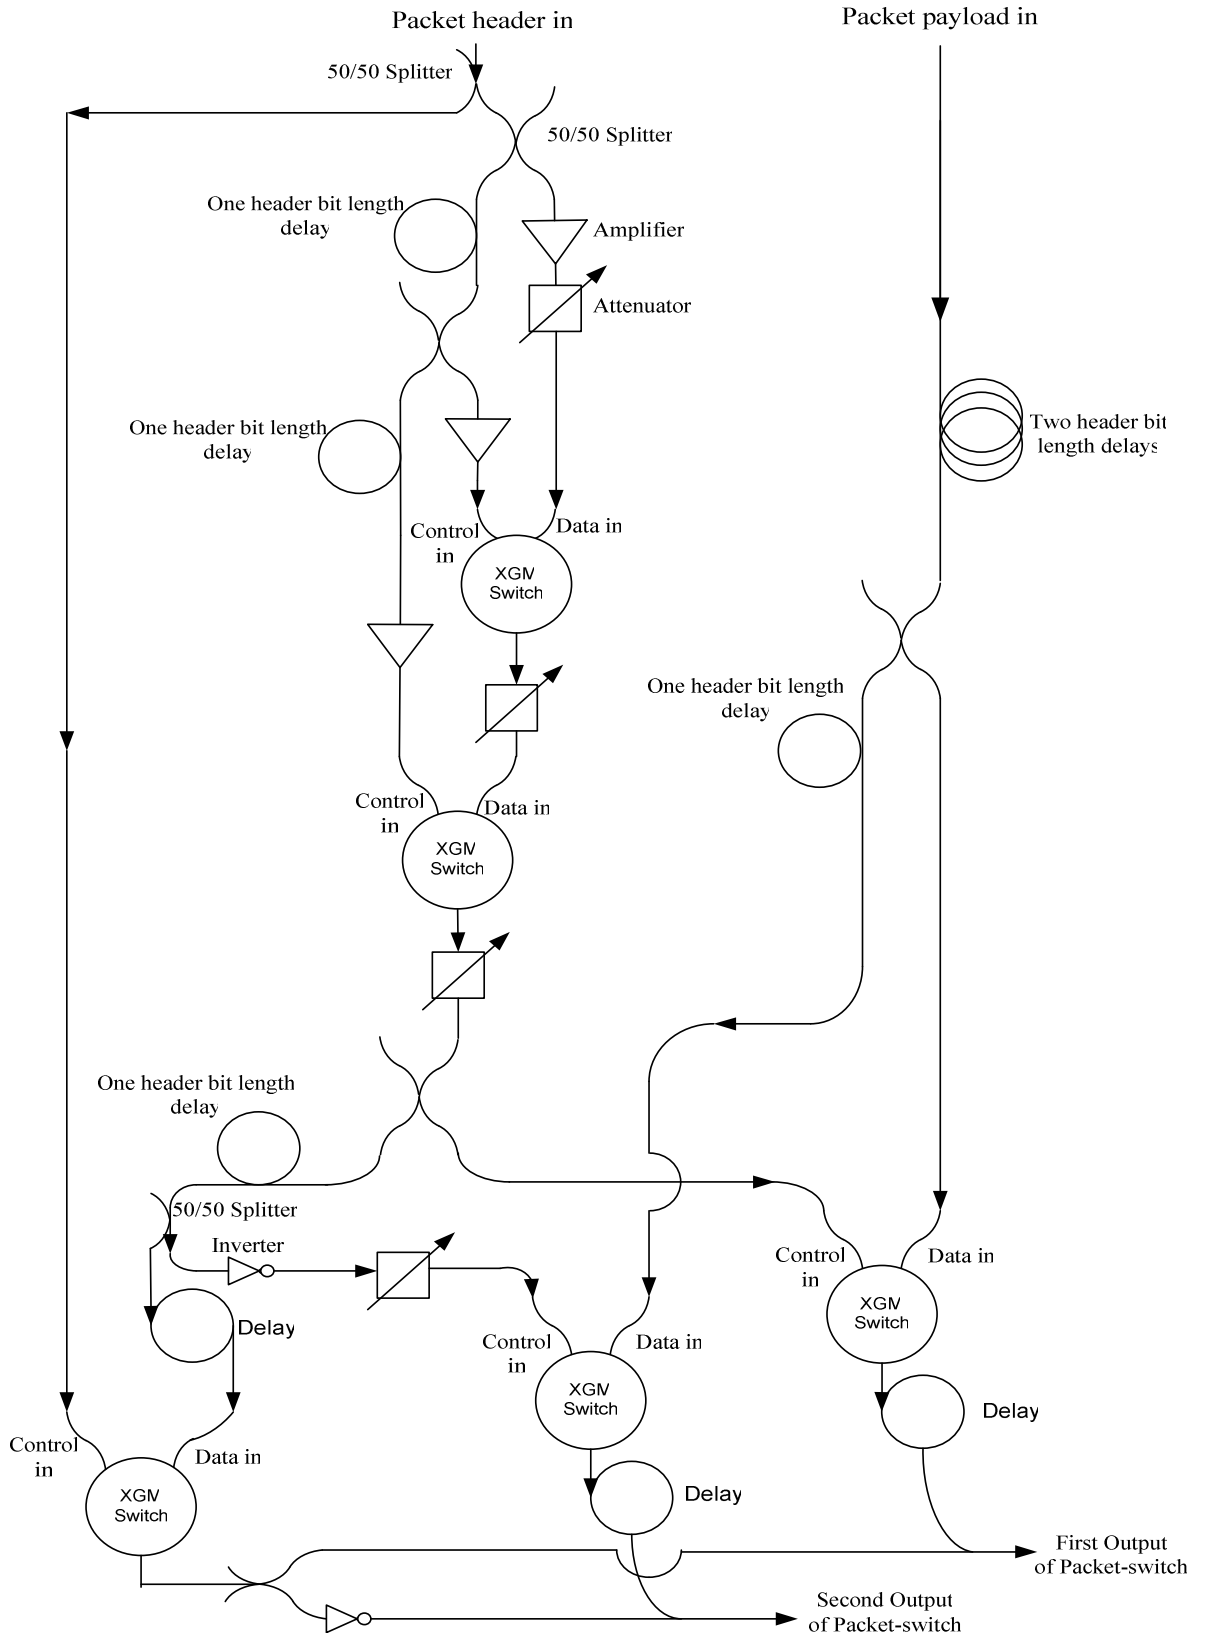 Packet header in
Packet payload in
50/50 Splitter
50/50 Splitter
One header bit length
delay
Amplifier
Attenuator
One header bit length
delay
Two header bit
length delays
Control
in
Data in
XGM
Switch
One header bit length
delay
Control
in
Data in
XGM
Switch
One header bit length
delay
50/50 Splitter
Inverter
Control
in
Data in
XGM
Switch
Delay
Control
in
Data in
XGM
Switch
Delay
Control
in
Data in
XGM
Switch
Delay
First Output
of Packet-switch
Second Output
of Packet-switch